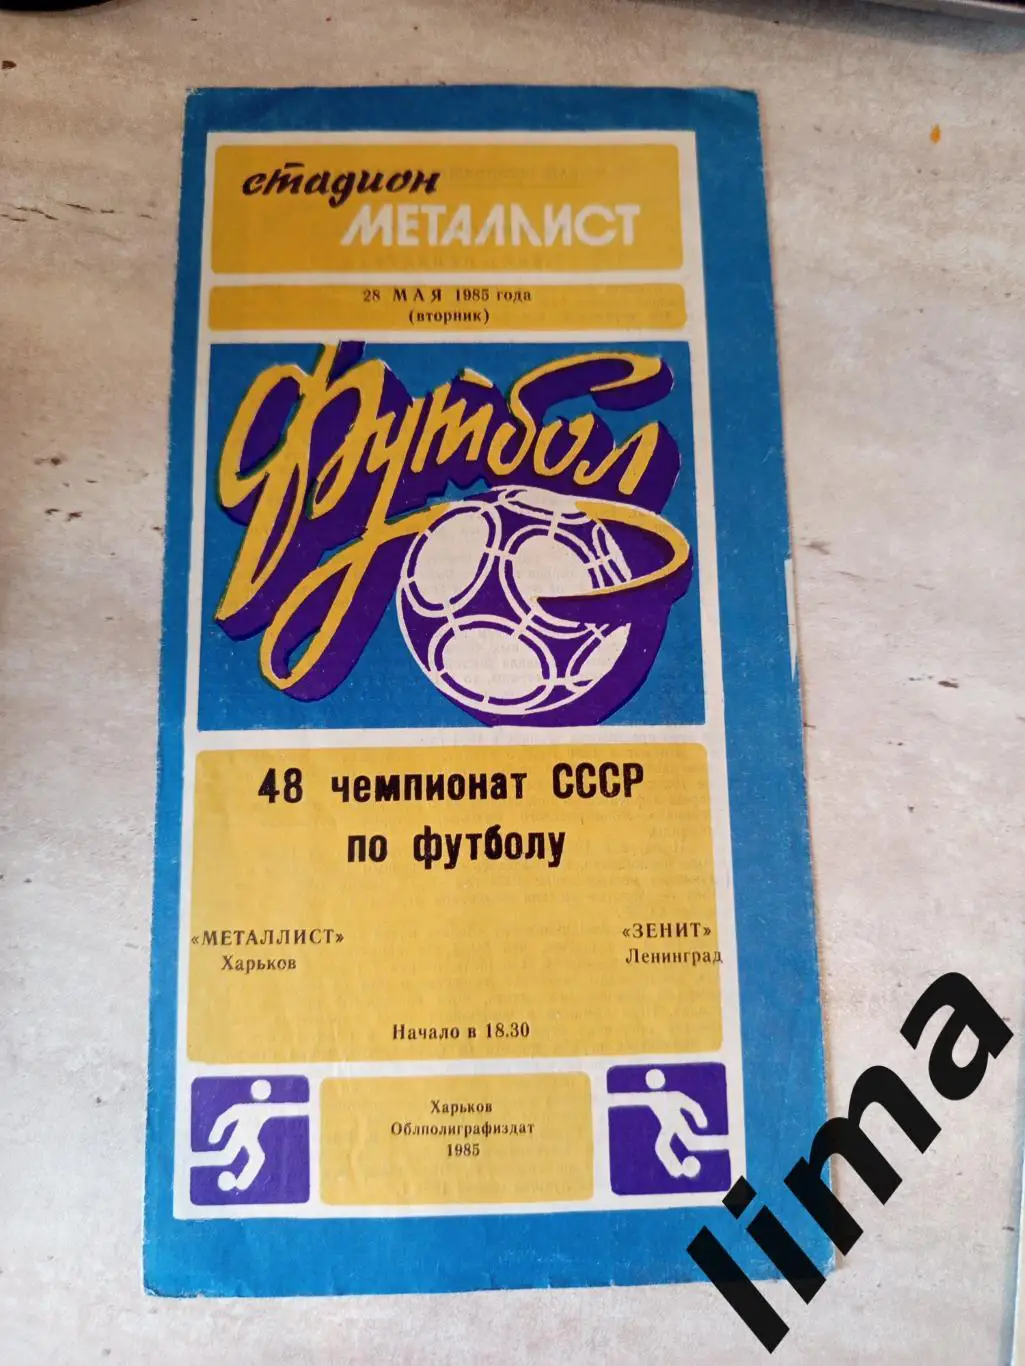 стадион
МЕТАЛЛИСТ
28 МАЯ 1985 года
(вторник)
Футбол
48 чемпионат СССР
по футболу
«МЕТАЛЛИСТ»
Харьков
«ЗЕНИТ»
Ленинград
Начало в 18.30
Харьков
Облполиграфиздат
1985
lima